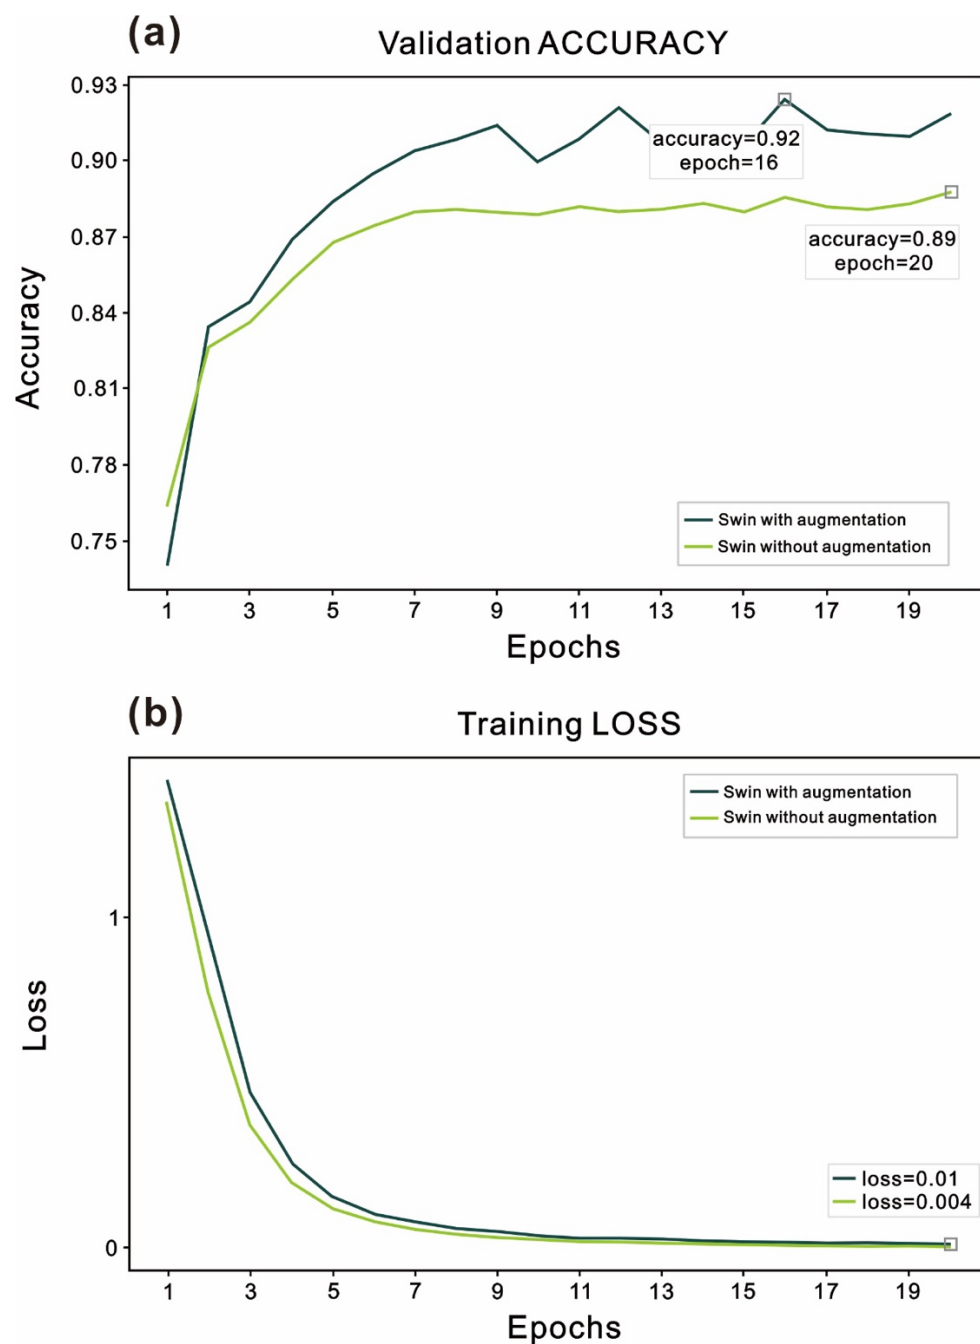 (a)
Validation ACCURACY
Accuracy
0.93
0.90
0.87
0.84
0.81
0.78
0.75
accuracy=0.92
epoch=16
accuracy=0.89
epoch=20
Swin with augmentation
Swin without augmentation
1 3 5 7 9 11 13 15 17 19
Epochs
(b)
Training LOSS
Loss
1
0
Swin with augmentation
Swin without augmentation
loss=0.01
loss=0.004
1 3 5 7 9 11 13 15 17 19
Epochs